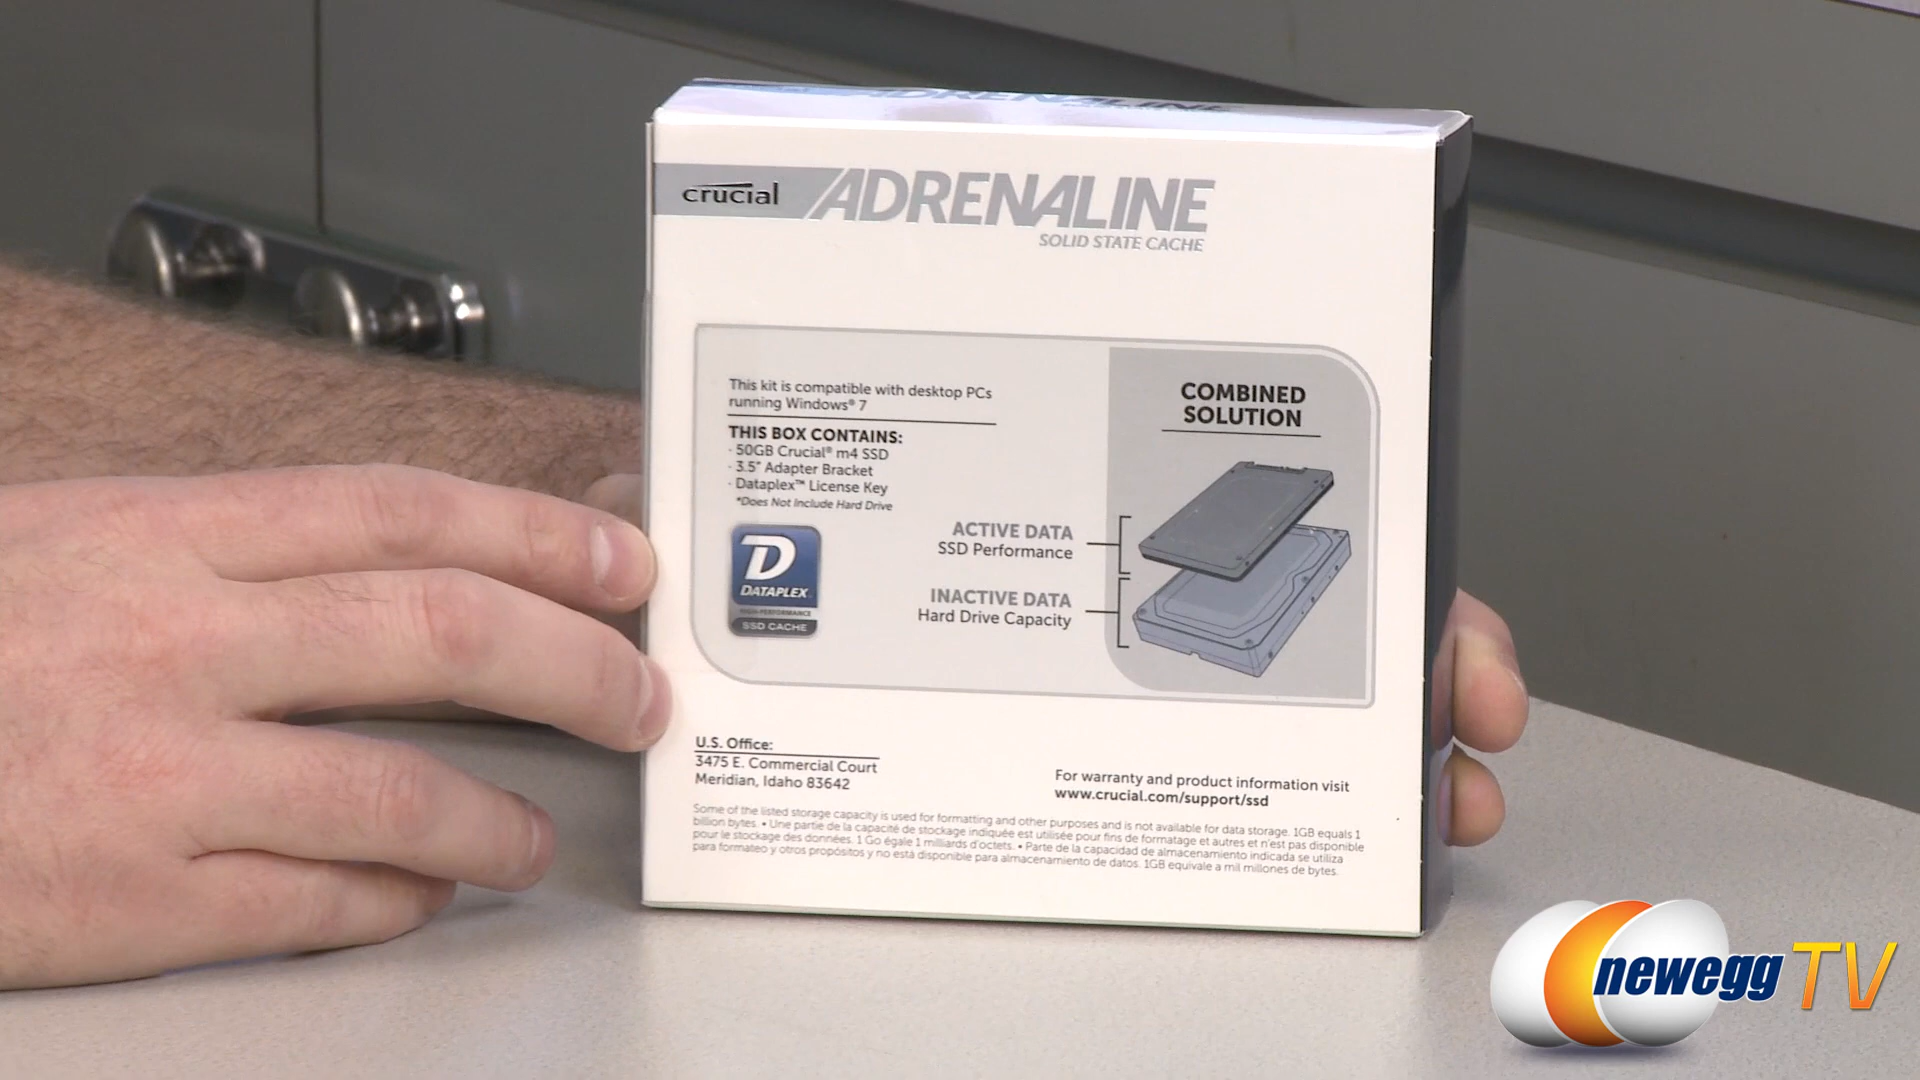 ADRENALINE
crucial ADRENALINE
SOLID STATE CACHE
This kit is compatible with desktop PCs
running Windows® 7
THIS BOX CONTAINS:
· 50GB Crucial® m4 SSD
· 3.5" Adapter Bracket
· Dataplex™ License Key
*Does Not Include Hard Drive
D
DATAPLEX
HIGH-PERFORMANCE
SSD CACHE
COMBINED
SOLUTION
ACTIVE DATA
SSD Performance
INACTIVE DATA
Hard Drive Capacity
U.S. Office:
3475 E. Commercial Court
Meridian, Idaho 83642
For warranty and product information visit
www.crucial.com/support/ssd
Some of the listed storage capacity is used for formatting and other purposes and is not available for data storage. 1GB equals 1
billion bytes. • Une partie de la capacité de stockage indiquée est utilisée pour fins de formatage et autres et n'est pas disponible
pour le stockage des données. 1 Go égale 1 milliards d'octets. • Parte de la capacidad de almacenamiento indicada se utiliza
para formateo y otros propósitos y no está disponible para almacenamiento de datos. 1GB equivale a mil millones de bytes.
newegg TV